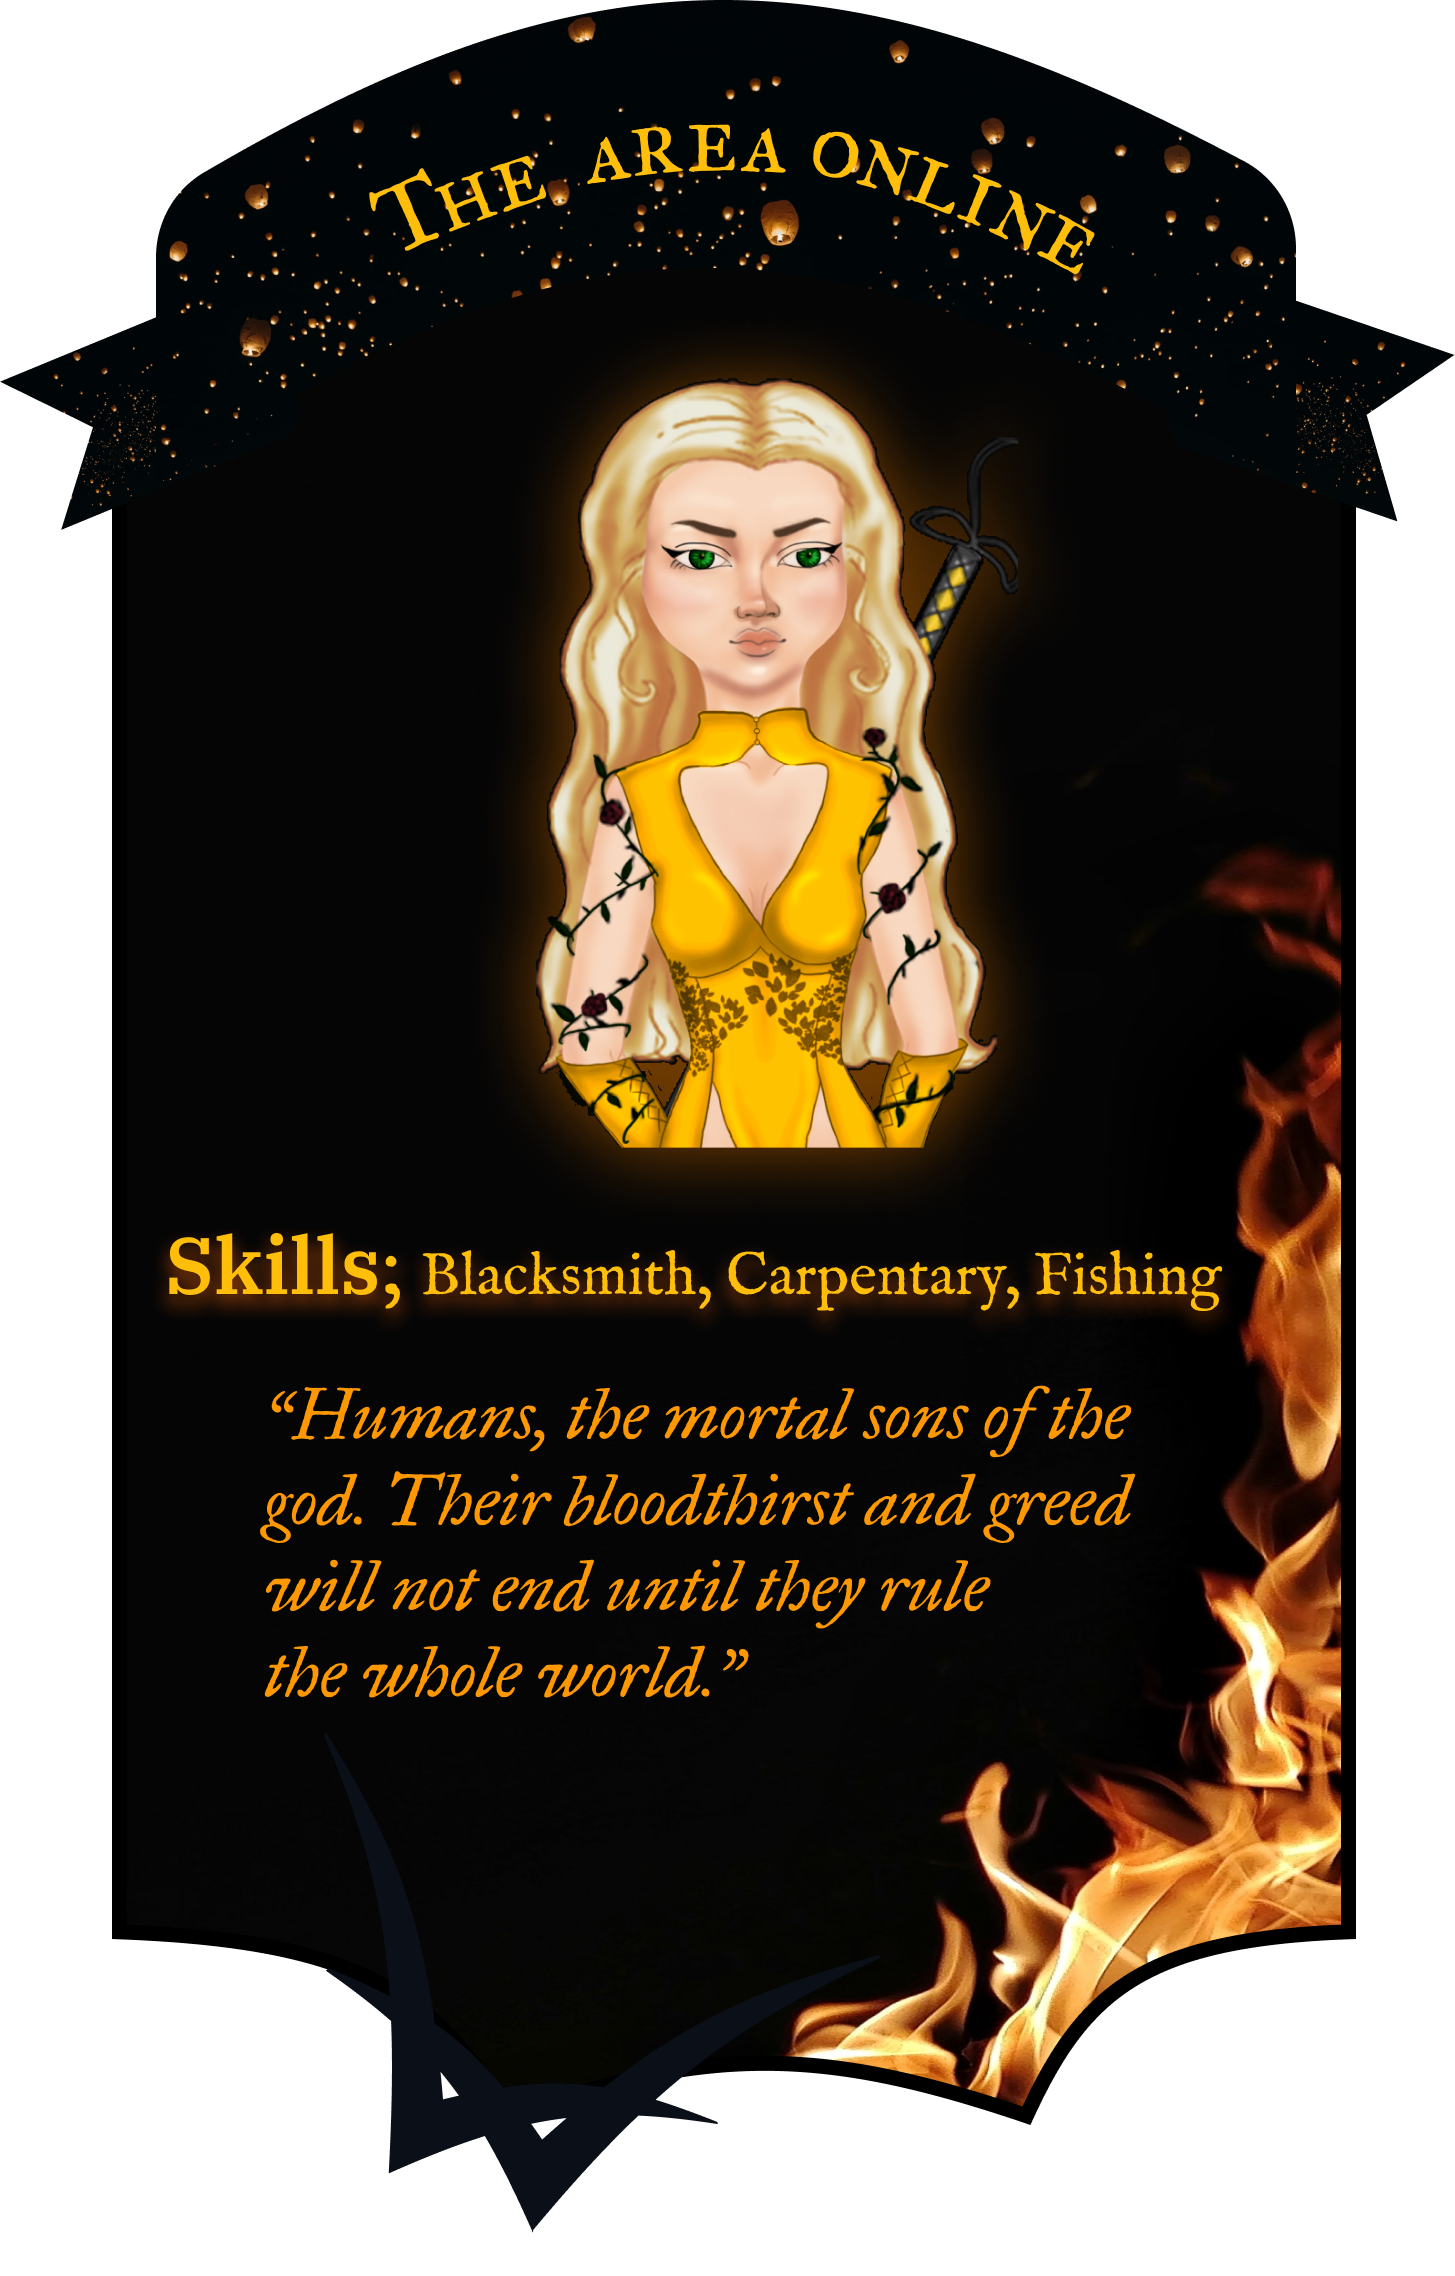 The area online
Skills; Blacksmith, Carpentary, Fishing
“Humans, the mortal sons of the
god. Their bloodthirst and greed
will not end until they rule
the whole world.”